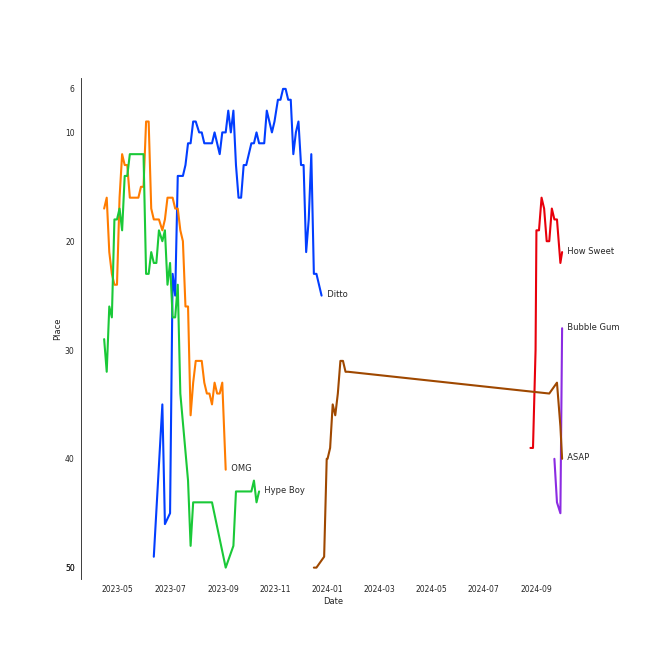 6
10
20
30
40
50
Place
How Sweet
Ditto
Bubble Gum
OMG
ASAP
Hype Boy
2023-05
2023-07
2023-09
2023-11
2024-01
2024-03
2024-05
2024-07
2024-09
Date